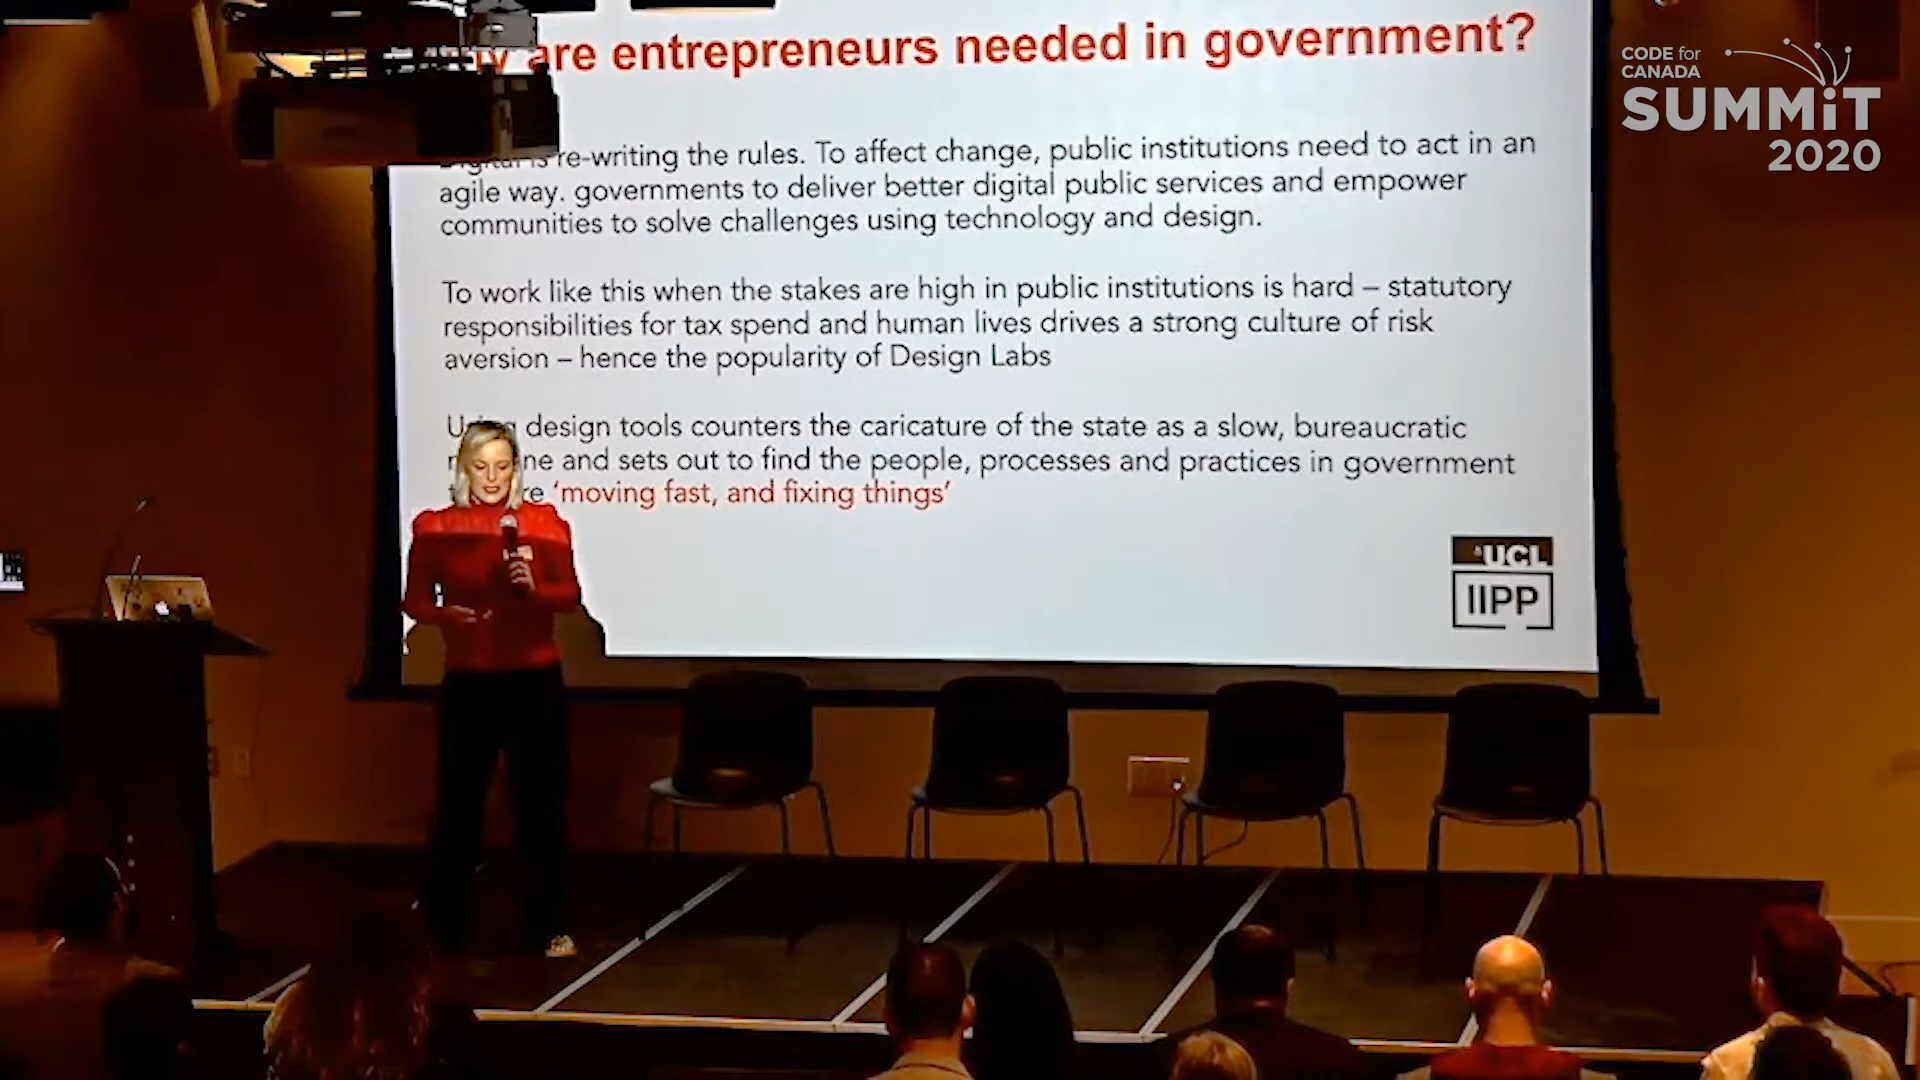 are entrepreneurs needed in government?
CODE for
CANADA
SUMMiT
2020
re-writing the rules. To affect change, public institutions need to act in an
agile way. governments to deliver better digital public services and empower
communities to solve challenges using technology and design.
To work like this when the stakes are high in public institutions is hard – statutory
responsibilities for tax spend and human lives drives a strong culture of risk
aversion – hence the popularity of Design Labs
design tools counters the caricature of the state as a slow, bureaucratic
and sets out to find the people, processes and practices in government
'moving fast, and fixing things'
UCL
IIPP